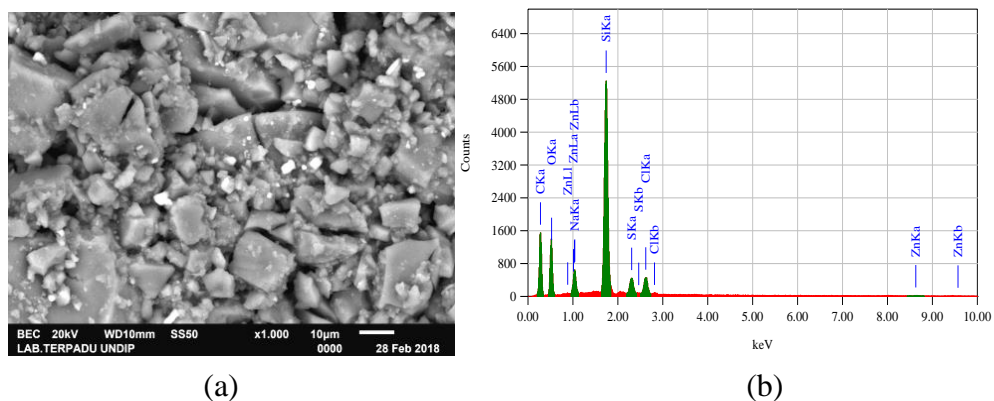 BEC 20kV WD10mm SS50 x1.000 10µm
LAB.TERPADU UNDIP 0000 28 Feb 2018
(a)
Counts
6400
5600
4800
4000
3200
2400
1600
800
0
CKa
OKa
ZnLl
NaKa
ZnLa
ZnLb
SiKa
SKa
SKb
ClKa
ClKb
ZnKa
ZnKb
0.00 1.00 2.00 3.00 4.00 5.00 6.00 7.00 8.00 9.00 10.00
keV
(b)